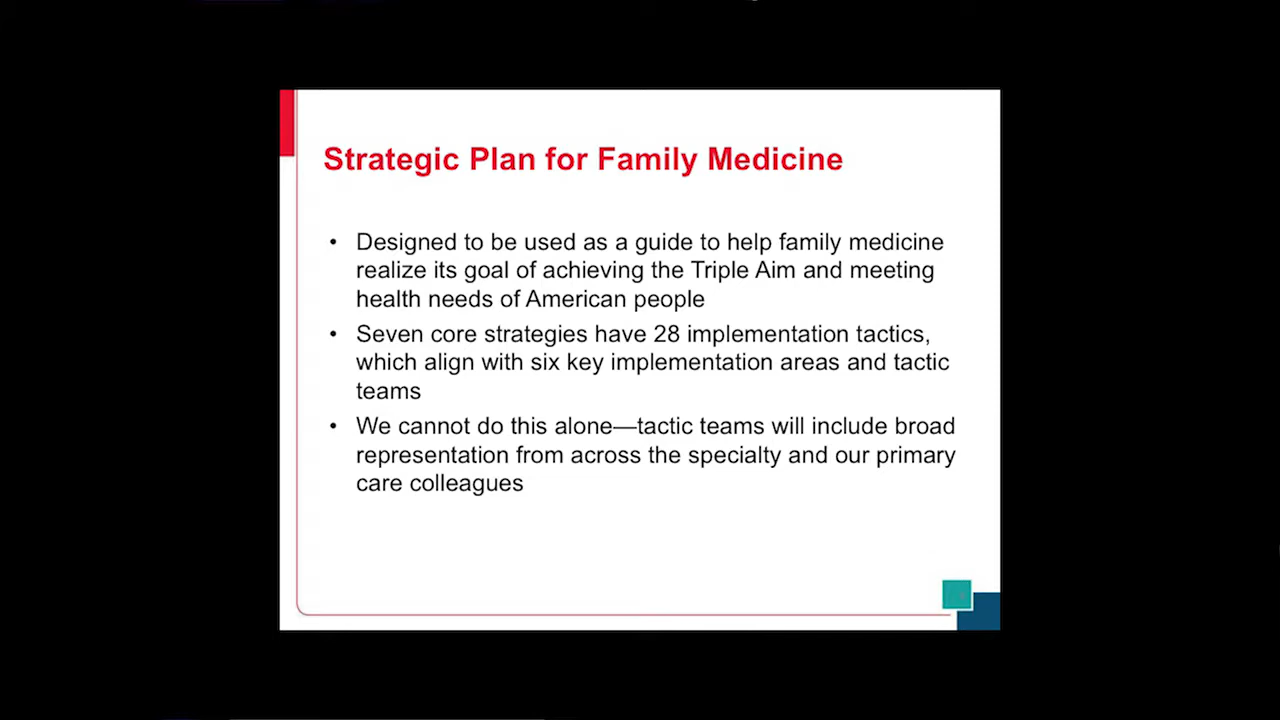 Strategic Plan for Family Medicine
• Designed to be used as a guide to help family medicine
realize its goal of achieving the Triple Aim and meeting
health needs of American people
• Seven core strategies have 28 implementation tactics,
which align with six key implementation areas and tactic
teams
• We cannot do this alone—tactic teams will include broad
representation from across the specialty and our primary
care colleagues